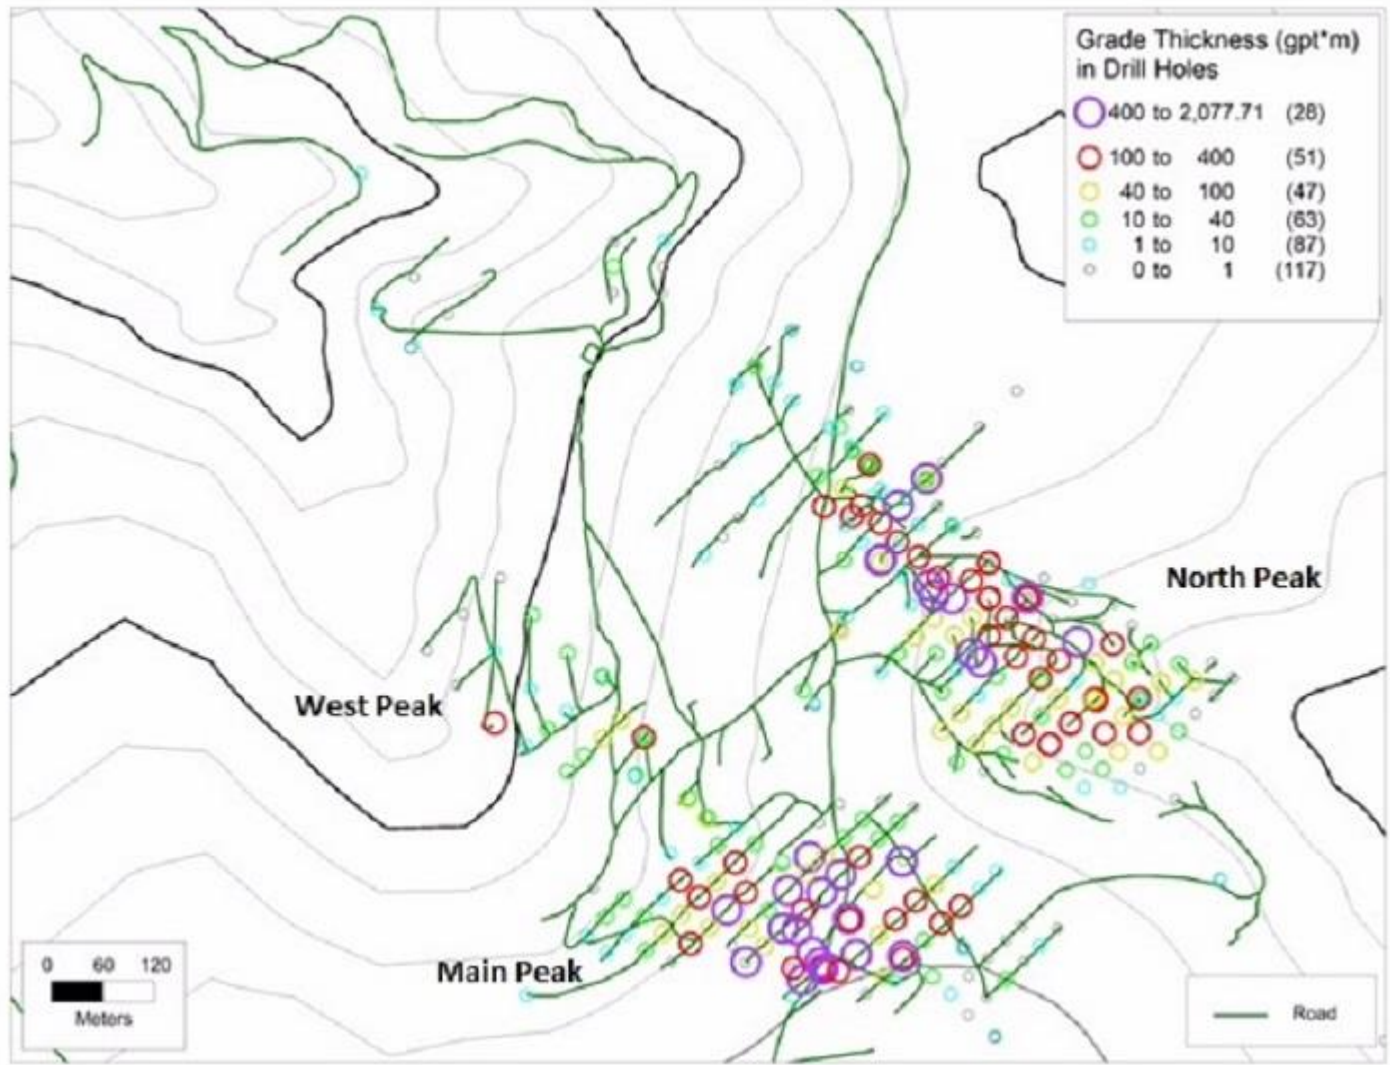 Grade Thickness (gpt*m)
in Drill Holes
400 to 2,077.71 (28)
100 to 400 (51)
40 to 100 (47)
10 to 40 (63)
1 to 10 (87)
0 to 1 (117)
North Peak
West Peak
Main Peak
0 60 120
Meters
Road